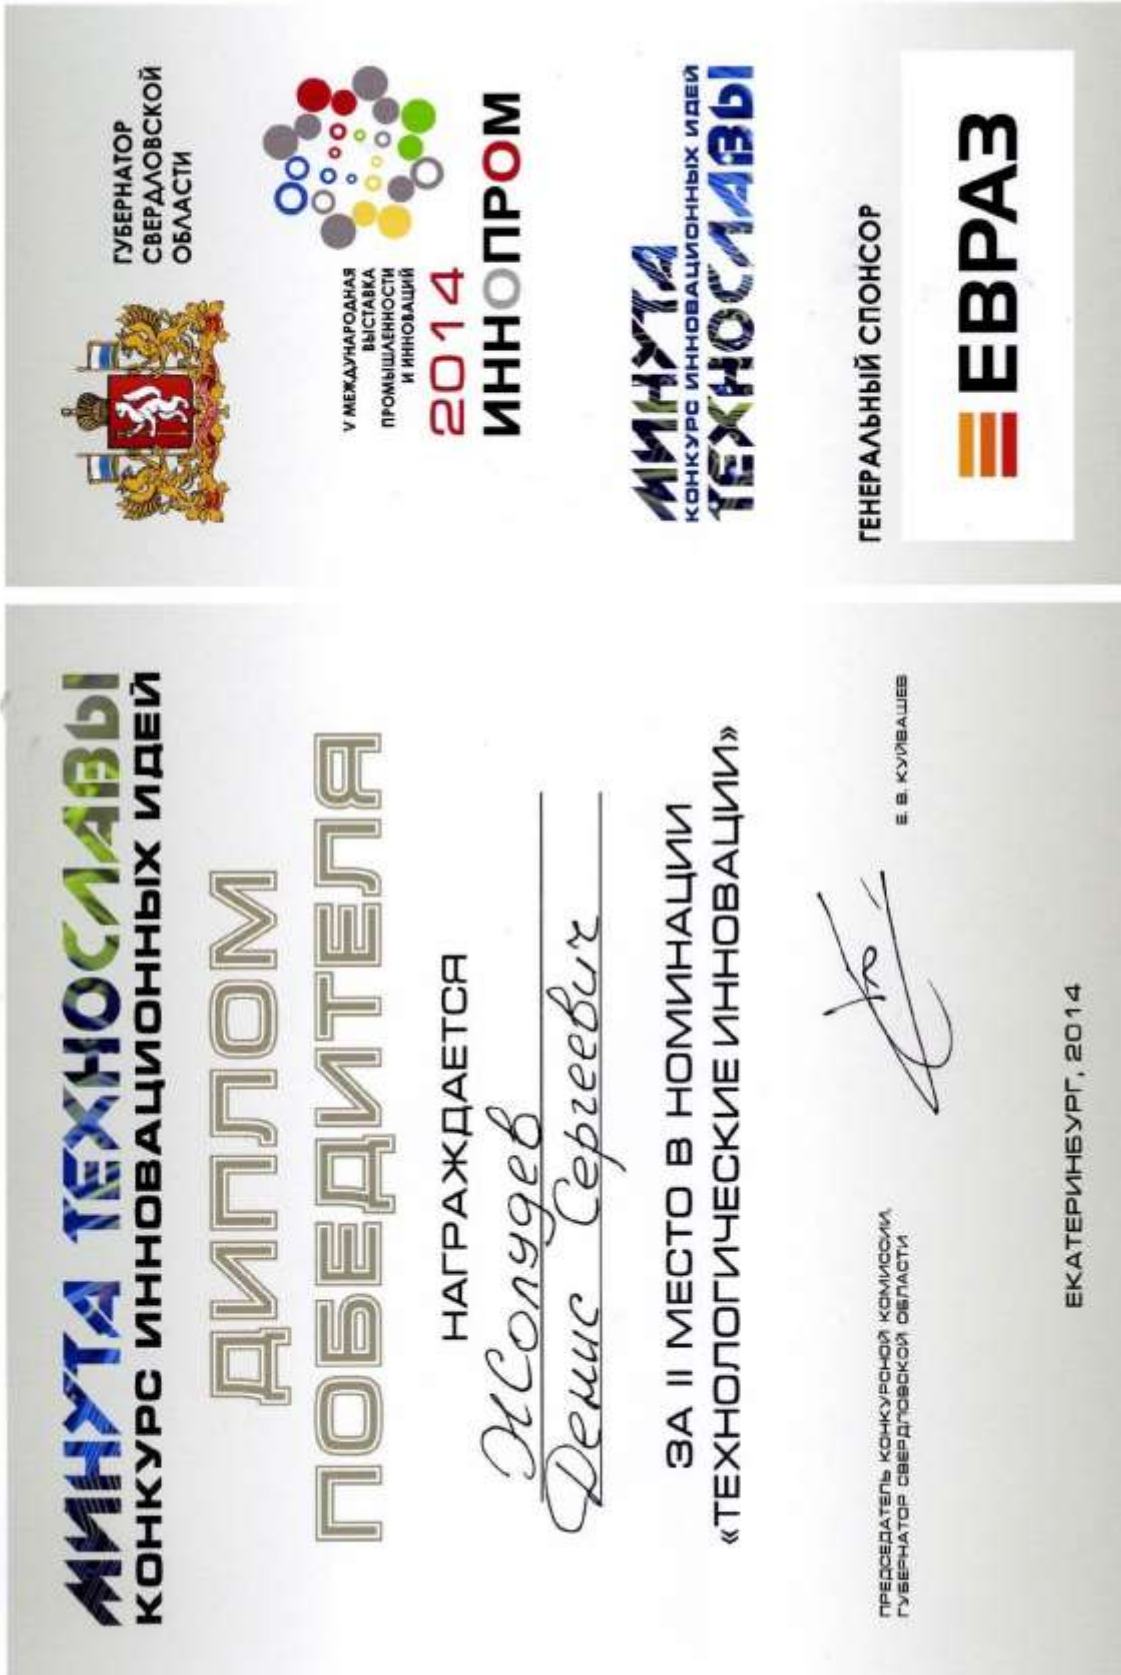 МИНУТА ТЕХНОСЛАВЫ
КОНКУРС ИННОВАЦИОННЫХ ИДЕЙ
ДИПЛОМ
ПОБЕДИТЕЛЯ
НАГРАЖДАЕТСЯ
Жолудев
Денис Сергеевич
ЗА II МЕСТО В НОМИНАЦИИ
«ТЕХНОЛОГИЧЕСКИЕ ИННОВАЦИИ»
ПРЕДСЕДАТЕЛЬ КОНКУРСНОЙ КОМИССИИ,
ГУБЕРНАТОР СВЕРДЛОВСКОЙ ОБЛАСТИ
Е. В. КУЙВАШЕВ
ЕКАТЕРИНБУРГ, 2014
ГУБЕРНАТОР
СВЕРДЛОВСКОЙ
ОБЛАСТИ
V МЕЖДУНАРОДНАЯ
ВЫСТАВКА
ПРОМЫШЛЕННОСТИ
И ИННОВАЦИЙ
2014
ИННОПРОМ
МИНУТА
КОНКУРС ИННОВАЦИОННЫХ ИДЕЙ
ТЕХНОСЛАВЫ
ГЕНЕРАЛЬНЫЙ СПОНСОР
ЕВРАЗ